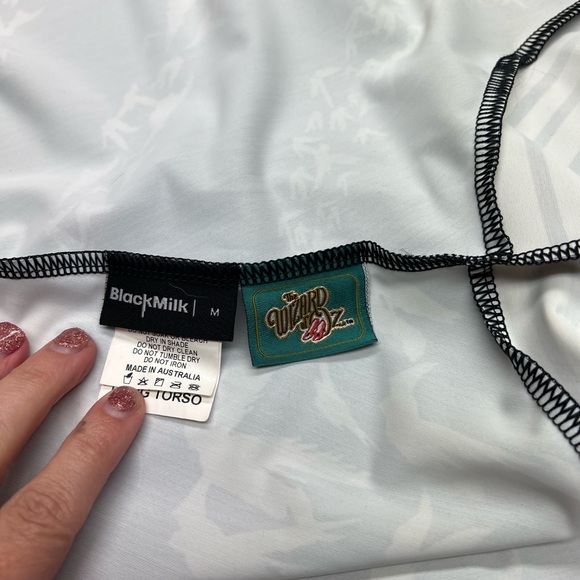 BlackMilk
M
DRY IN SHADE
DO NOT DRY CLEAN
DO NOT TUMBLE DRY
DO NOT IRON
MADE IN AUSTRALIA
TORSO
The
WIZARD
OF
OZ